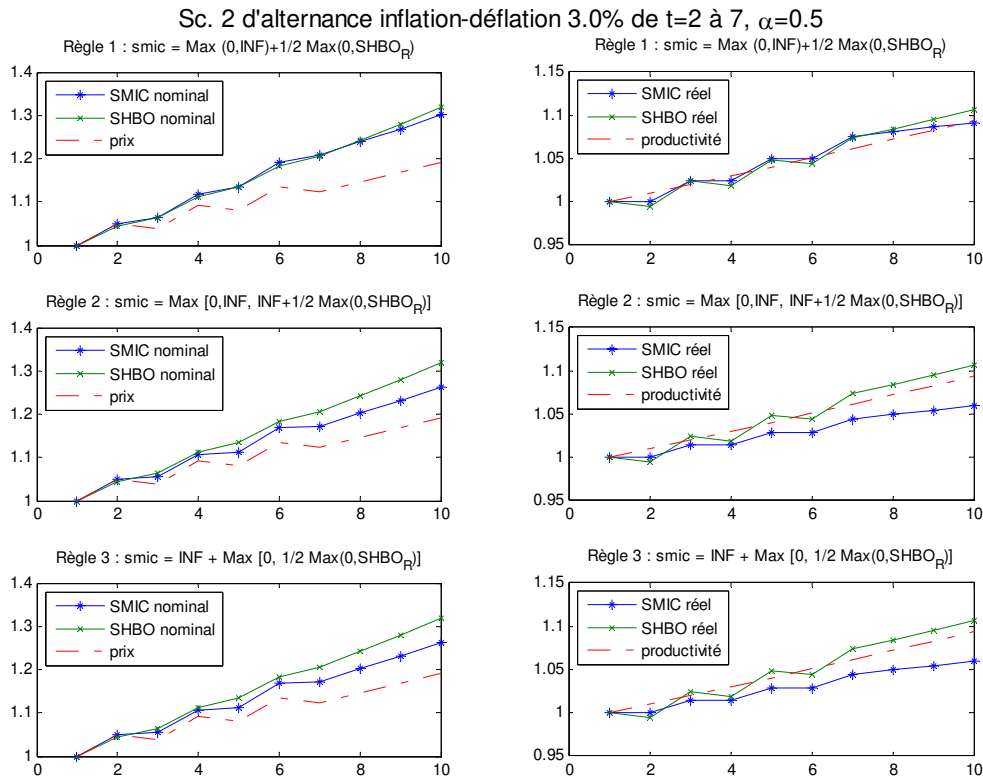 Sc. 2 d'alternance inflation-déflation 3.0% de t=2 à 7, α=0.5
Règle 1 : smic = Max (0,INF)+1/2 Max(0,SHBO_R)
1.4
1.3
1.2
1.1
1
0
2
4
6
8
10
SMIC nominal
SHBO nominal
prix
Règle 1 : smic = Max (0,INF)+1/2 Max(0,SHBO_R)
1.15
1.1
1.05
1
0.95
0
2
4
6
8
10
SMIC réel
SHBO réel
productivité
Règle 2 : smic = Max [0,INF, INF+1/2 Max(0,SHBO_R)]
1.4
1.3
1.2
1.1
1
0
2
4
6
8
10
SMIC nominal
SHBO nominal
prix
Règle 2 : smic = Max [0,INF, INF+1/2 Max(0,SHBO_R)]
1.15
1.1
1.05
1
0.95
0
2
4
6
8
10
SMIC réel
SHBO réel
productivité
Règle 3 : smic = INF + Max [0, 1/2 Max(0,SHBO_R)]
1.4
1.3
1.2
1.1
1
0
2
4
6
8
10
SMIC nominal
SHBO nominal
prix
Règle 3 : smic = INF + Max [0, 1/2 Max(0,SHBO_R)]
1.15
1.1
1.05
1
0.95
0
2
4
6
8
10
SMIC réel
SHBO réel
productivité